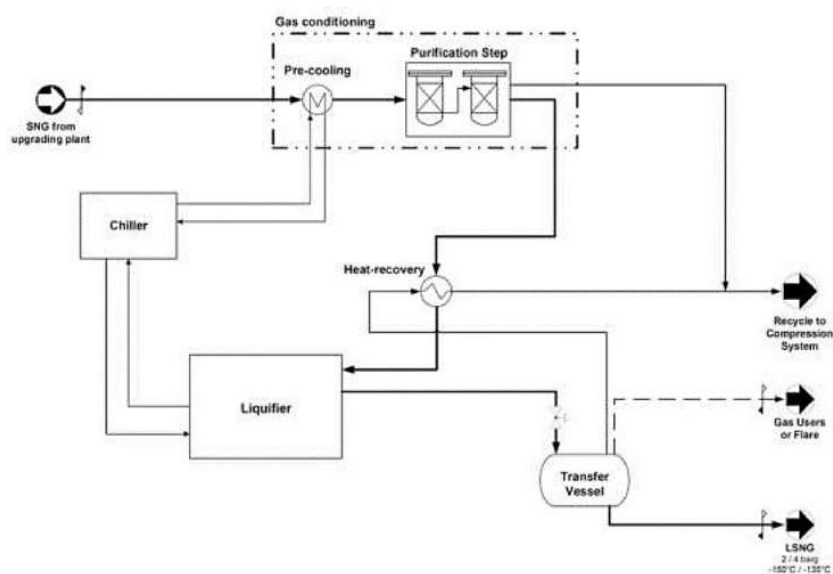 Gas conditioning
Purification Step
Pre-cooling
SNG from
upgrading plant
Chiller
Heat-recovery
Recycle to
Compression
System
Liquifier
Gas Users
or Flare
Transfer
Vessel
LSNG
2 / 4 barg
-150°C / -135°C